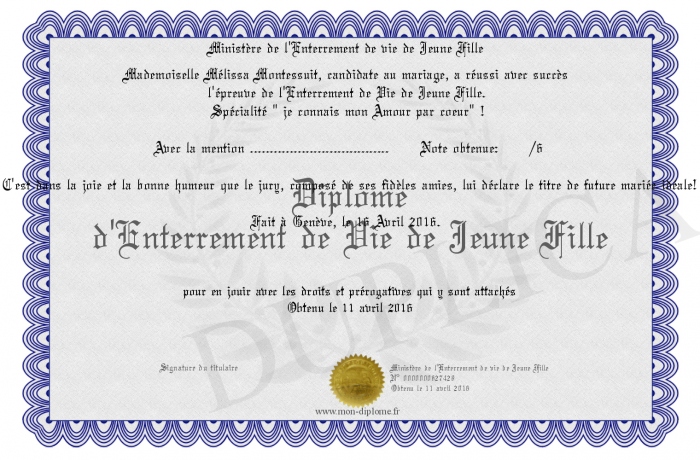 Ministère de l'Enterrement de vie de Jeune Fille
Mademoiselle Mélissa Montessuit, candidate au mariage, a réussi avec succès
l'épreuve de l'Enterrement de Vie de Jeune Fille.
Spécialité " je connais mon Amour par coeur" !
Avec la mention .................................. Note obtenue: /6
C'est dans la joie et la bonne humeur que le jury, composé de ses fidèles amies, lui déclare le titre de future mariée idéale!
Diplome
Fait à Genève, le 16 Avril 2016.
d'Enterrement de Vie de Jeune Fille
DUPLICA
pour en jouir avec les droits et prérogatives qui y sont attachés
Obtenu le 11 avril 2016
Signature du titulaire
Ministère de l'Enterrement de vie de Jeune Fille
N° 0000000827429
Obtenu le 11 avril 2016
www.mon-diplome.fr